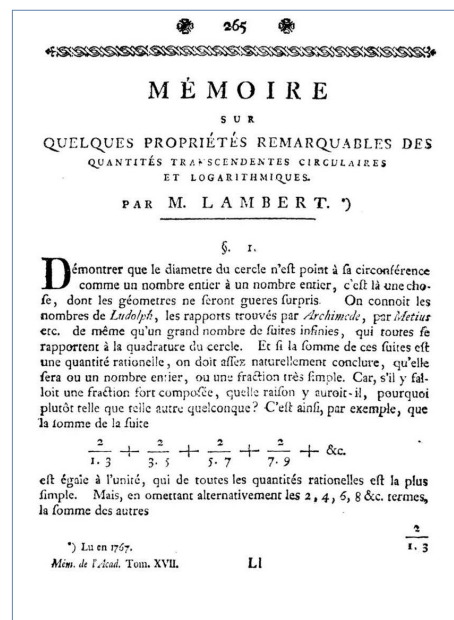 265
MÉMOIRE
SUR
QUELQUES PROPRIÉTÉS REMARQUABLES DES
QUANTITÉS TRANSCENDENTES CIRCULAIRES
ET LOGARITHMIQUES.
PAR M. LAMBERT. *)
§. 1.
Démontrer que le diametre du cercle n'eſt point à ſa circonférence
comme un nombre entier à un nombre entier, c'eſt là une cho-
ſe, dont les géometres ne ſeront gueres ſurpris. On connoit les
nombres de Ludolph, les rapports trouvés par Archimede, par Metius
etc. de même qu'un grand nombre de ſuites infinies, qui toutes ſe
rapportent à la quadrature du cercle. Et ſi la ſomme de ces ſuites eſt
une quantité rationelle, on doit aſſez naturellement conclure, qu'elle
ſera ou un nombre entier, ou une fraction très ſimple. Car, s'il y fal-
loit une fraction fort compoſée, quelle raiſon y auroit-il, pourquoi
plutôt telle que telle autre quelconque? C'eſt ainſi, par exemple, que
la ſomme de la ſuite
2/1. 3 + 2/3. 5 + 2/5. 7 + 2/7. 9 + &c.
eſt égale à l'unité, qui de toutes les quantités rationelles eſt la plus
ſimple. Mais, en omettant alternativement les 2, 4, 6, 8 &c. termes,
la ſomme des autres
2/1. 3
*) Lu en 1767.
Mém. de l'Acad. Tom. XVII. Ll